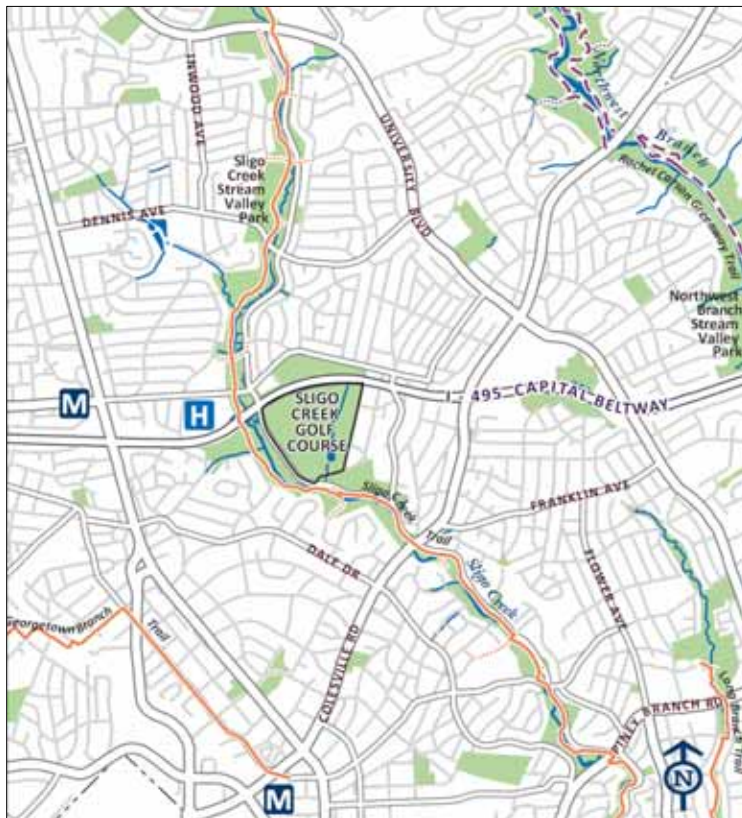 INWOOD AVE
Northwest
Branch
UNIVERSITY BLVD
Sligo
Creek
Stream
Valley
Park
Rachel Carson Greenway Trail
DENNIS AVE
Northwest
Branch
Stream
Valley
Park
M
H
SLIGO
CREEK
GOLF
COURSE
495 CAPITAL BELTWAY
Sligo Creek Trail
FRANKLIN AVE
DALE DR
Sligo Creek
FLOWER AVE
Georgetown Branch Trail
COLESVILLE RD
PINEY BRANCH RD
Long Branch Trail
M
N